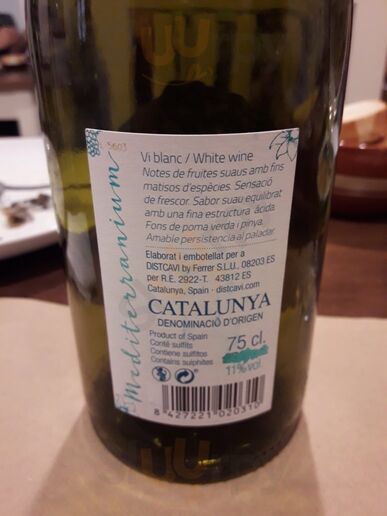 5603
Mediterranium
Vi blanc / White wine
Notes de fruites suaus amb fins
matisos d'espècies. Sensació
de frescor. Sabor suau equilibrat
amb una fina estructura àcida.
Fons de poma verda i pinya.
Amable persistencia al paladar.
Elaborat i embotellat per a
DISTCAVI by Ferrer S.L.U., 08203 ES
per R.E. 2922-T. 43812 ES
Catalunya, Spain · distcavi.com
CATALUNYA
DENOMINACIÓ D'ORIGEN
Product of Spain
Conté sulfits
Contiene sulfitos
Contains sulphites
75 cl.
11% vol.
8 427221 020310